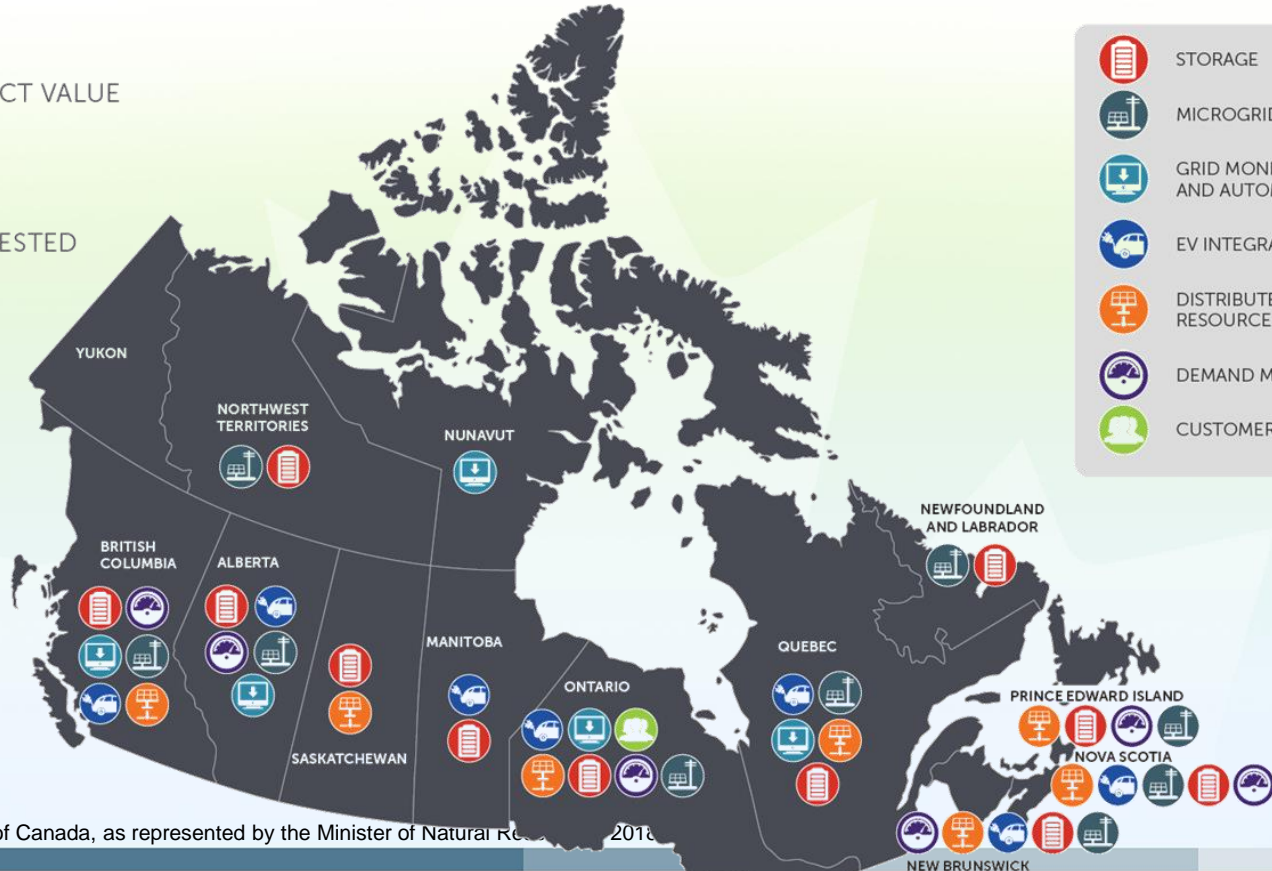 CT VALUE
ESTED
STORAGE
MICROGRID
GRID MONI
AND AUTOM
EV INTEGRA
DISTRIBUTE
RESOURCE
DEMAND M
CUSTOMER
YUKON
NORTHWEST
TERRITORIES
NUNAVUT
NEWFOUNDLAND
AND LABRADOR
BRITISH
COLUMBIA
ALBERTA
MANITOBA
QUEBEC
ONTARIO
PRINCE EDWARD ISLAND
SASKATCHEWAN
NOVA SCOTIA
of Canada, as represented by the Minister of Natural 2018
NEW BRUNSWICK